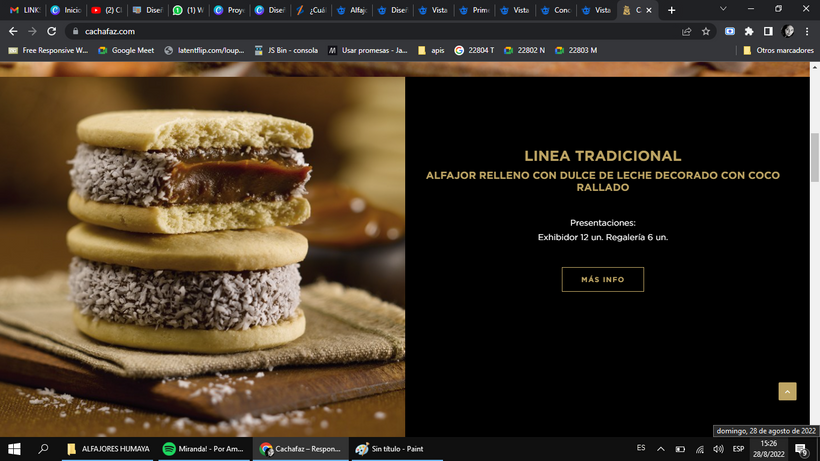 LINK
Inicio
(2) C
Diseñ
(1) W
Proye
Diseñ
¿Cuá
Alfaj
Diseñ
Vista
Prime
Vista
Conc
Vista
C
cachafaz.com
Free Responsive W...
Google Meet
latentflip.com/loup...
JS Bin - consola
Usar promesas - Ja...
apis
22804 T
22802 N
22803 M
Otros marcadores
LINEA TRADICIONAL
ALFAJOR RELLENO CON DULCE DE LECHE DECORADO CON COCO
RALLADO
Presentaciones:
Exhibidor 12 un. Regalería 6 un.
MÁS INFO
domingo, 28 de agosto de 2022
ALFAJORES HUMAYA
Miranda! - Por Am...
Cachafaz – Respon...
Sin título - Paint
ES
ESP
15:26
28/8/2022
9